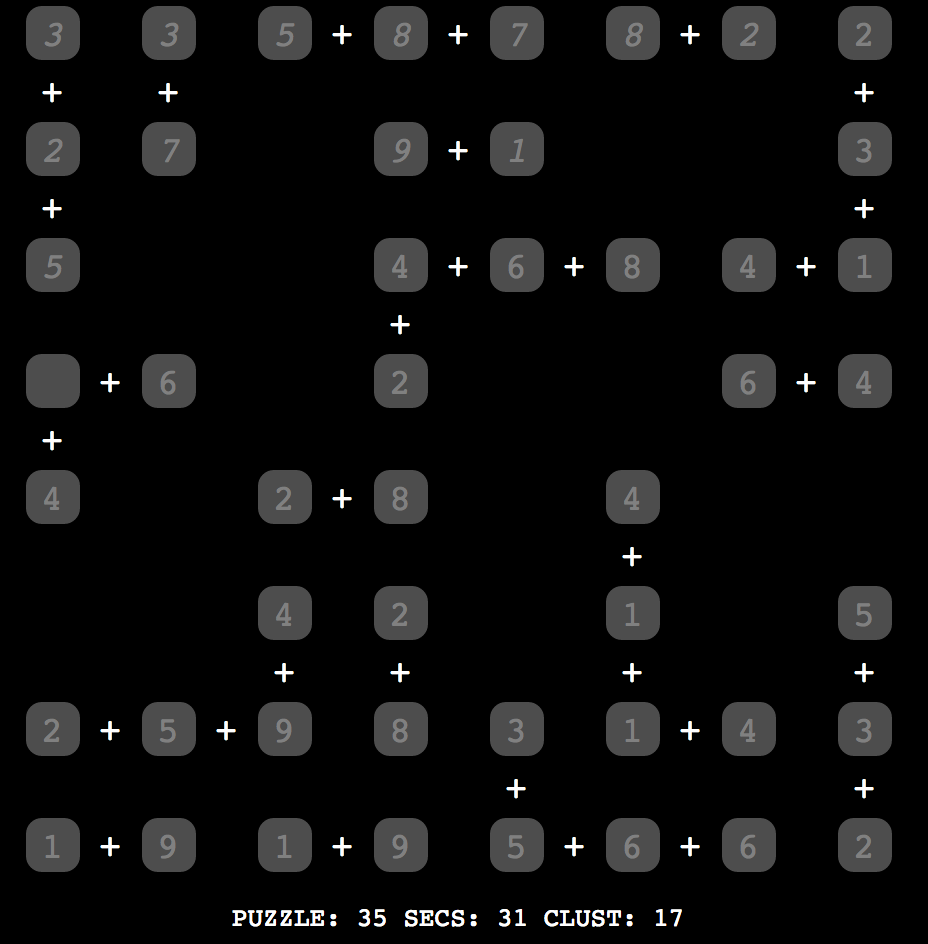 3 3 5 + 8 + 7 8 + 2 2
+ + +
2 7 9 + 1 3
+ +
5 4 + 6 + 8 4 + 1
+
+ 6 2 6 + 4
+
4 2 + 8 4
+
4 2 1 5
+ + + +
2 + 5 + 9 8 3 1 + 4 3
+ +
1 + 9 1 + 9 5 + 6 + 6 2
PUZZLE: 35 SECS: 31 CLUST: 17